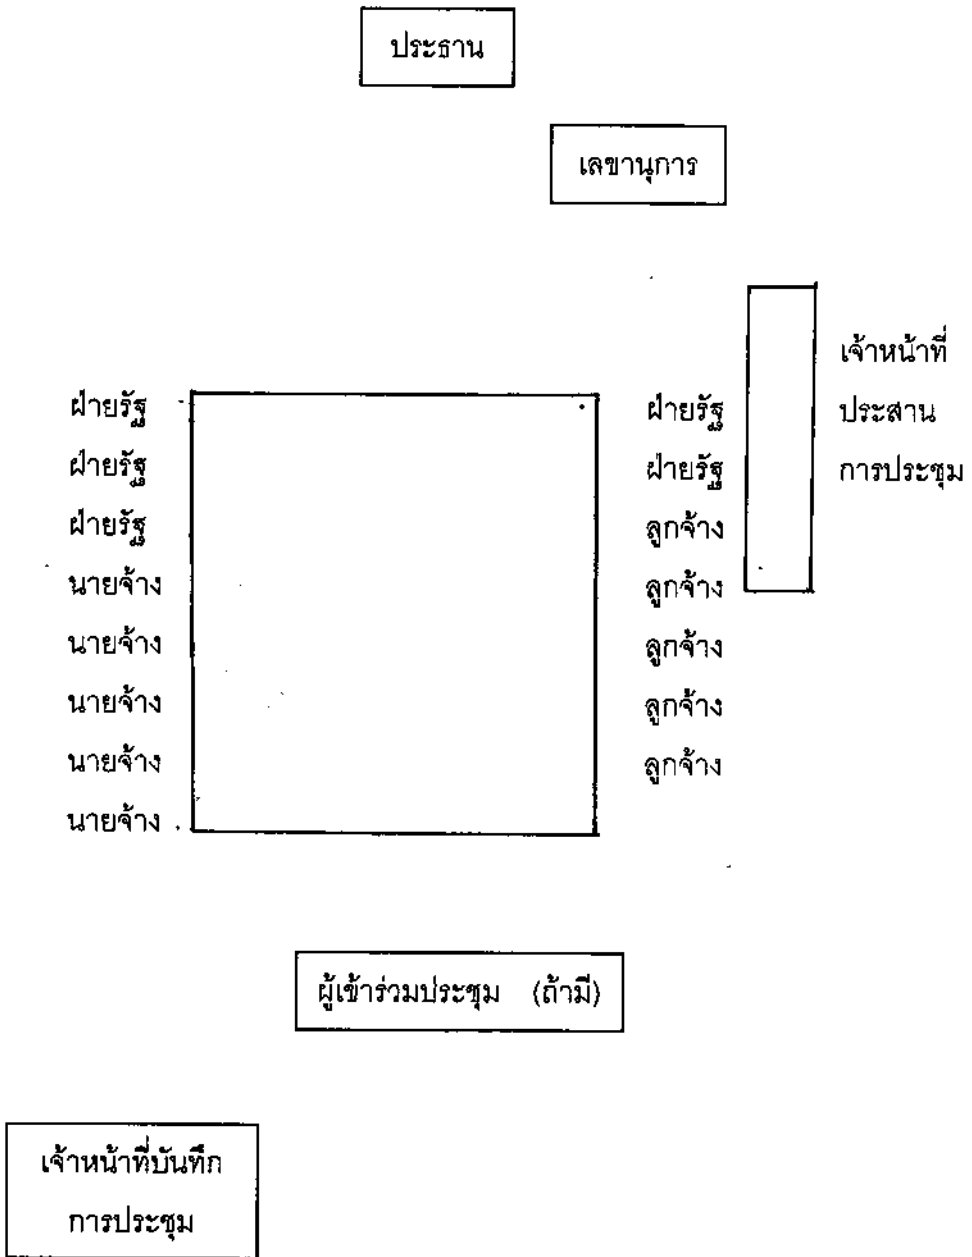 ประธาน
เลขานุการ
เจ้าหน้าที่
ประสาน
การประชุม
ฝ่ายรัฐ
ฝ่ายรัฐ
ฝ่ายรัฐ
นายจ้าง
นายจ้าง
นายจ้าง
นายจ้าง
นายจ้าง
ฝ่ายรัฐ
ฝ่ายรัฐ
ลูกจ้าง
ลูกจ้าง
ลูกจ้าง
ลูกจ้าง
ลูกจ้าง
ผู้เข้าร่วมประชุม (ถ้ามี)
เจ้าหน้าที่บันทึก
การประชุม